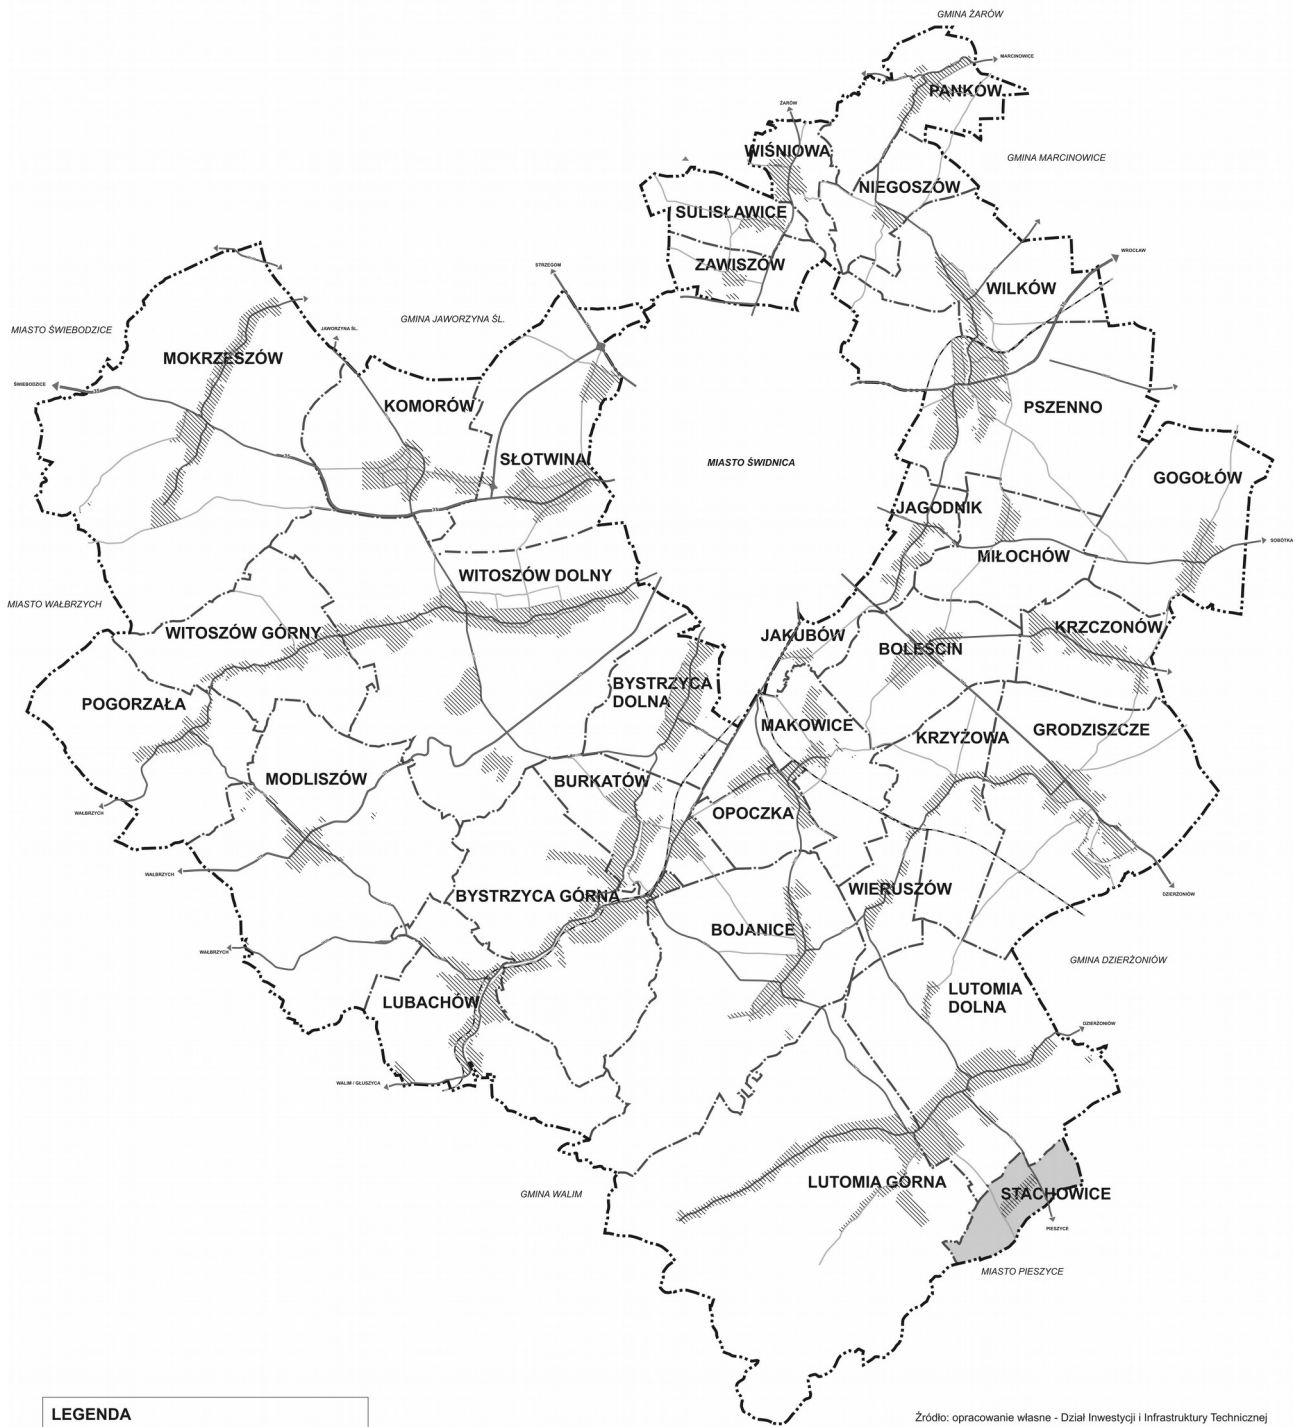 GMINA ŻARÓW
MARCINOWICE
PANKÓW
ŻARÓW
WIŚNIOWA
GMINA MARCINOWICE
NIEGOSZÓW
SULISŁAWICE
ZAWISZÓW
WROCŁAW
STRZEGOM
WILKÓW
MIASTO ŚWIEBODZICE
GMINA JAWORZYNA ŚL.
JAWORZYNA ŚL.
MOKRZESZÓW
ŚWIEBODZICE
KOMORÓW
PSZENNO
SŁOTWINA
MIASTO ŚWIDNICA
GOGOŁÓW
JAGODNIK
SOBÓTKA
MIŁOCHÓW
WITOSZÓW DOLNY
MIASTO WAŁBRZYCH
WITOSZÓW GÓRNY
JAKUBÓW
BOLEŚCIN
KRZCZONÓW
BYSTRZYCA
DOLNA
POGORZAŁA
MAKOWICE
KRZYŻOWA
GRODZISZCZE
MODLISZÓW
BURKATÓW
WAŁBRZYCH
OPOCZKA
WAŁBRZYCH
WIERUSZÓW
DZIERŻONIÓW
BYSTRZYCA GÓRNA
BOJANICE
WAŁBRZYCH
GMINA DZIERŻONIÓW
LUBACHÓW
LUTOMIA
DOLNA
DZIERŻONIÓW
WALIM / GŁUSZYCA
LUTOMIA GÓRNA
GMINA WALIM
STACHOWICE
PIESZYCE
MIASTO PIESZYCE
LEGENDA
Źródło: opracowanie własne - Dział Inwestycji i Infrastruktury Technicznej